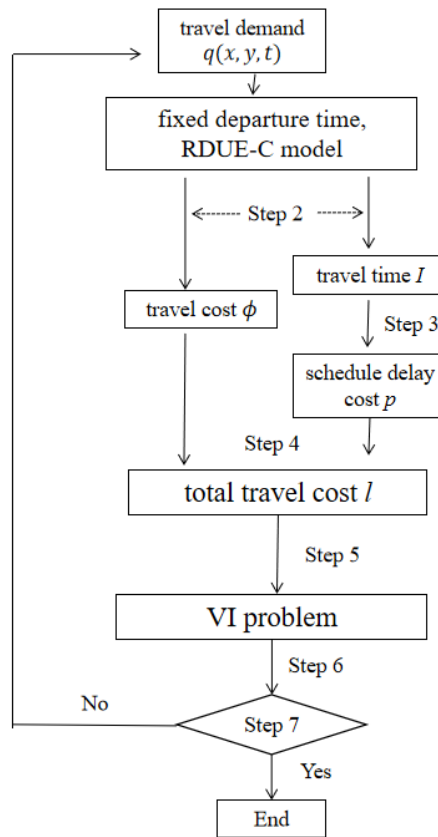 travel demand
q(x, y, t)
fixed departure time,
RDUE-C model
Step 2
travel time I
travel cost ϕ
Step 3
schedule delay
cost p
Step 4
total travel cost l
Step 5
VI problem
Step 6
No
Step 7
Yes
End